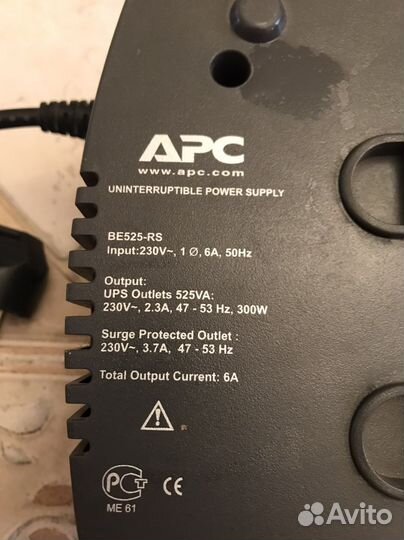 APC
www.apc.com
UNINTERRUPTIBLE POWER SUPPLY
BE525-RS
Input:230V~, 1 Ø, 6A, 50Hz
Output:
UPS Outlets 525VA:
230V~, 2.3A, 47 - 53 Hz, 300W
Surge Protected Outlet :
230V~, 3.7A, 47 - 53 Hz
Total Output Current: 6A
РСТ CE
ME 61
Avito